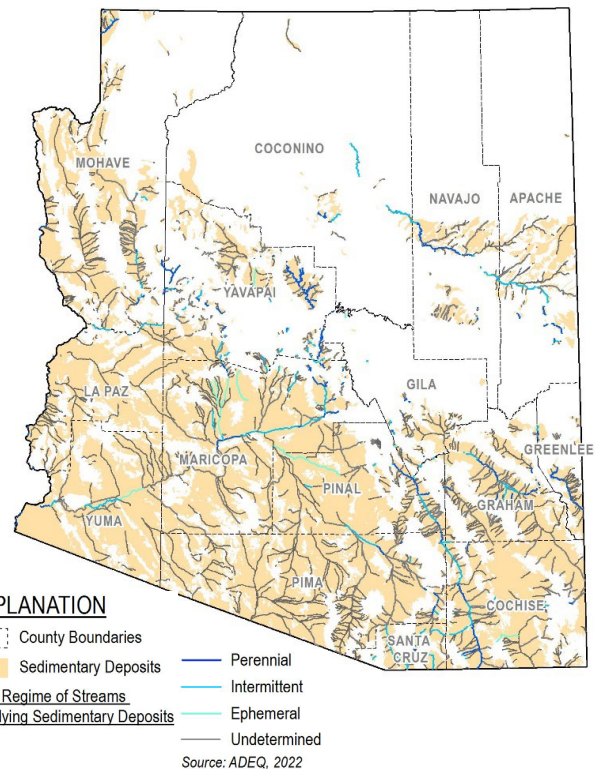 COCONINO
MOHAVE
NAVAJO
APACHE
YAVAPAI
LA PAZ
GILA
GREENLEE
MARICOPA
PINAL
GRAHAM
YUMA
PIMA
COCHISE
SANTA
CRUZ
PLANATION
County Boundaries
Sedimentary Deposits
Regime of Streams
lying Sedimentary Deposits
Perennial
Intermittent
Ephemeral
Undetermined
Source: ADEQ, 2022